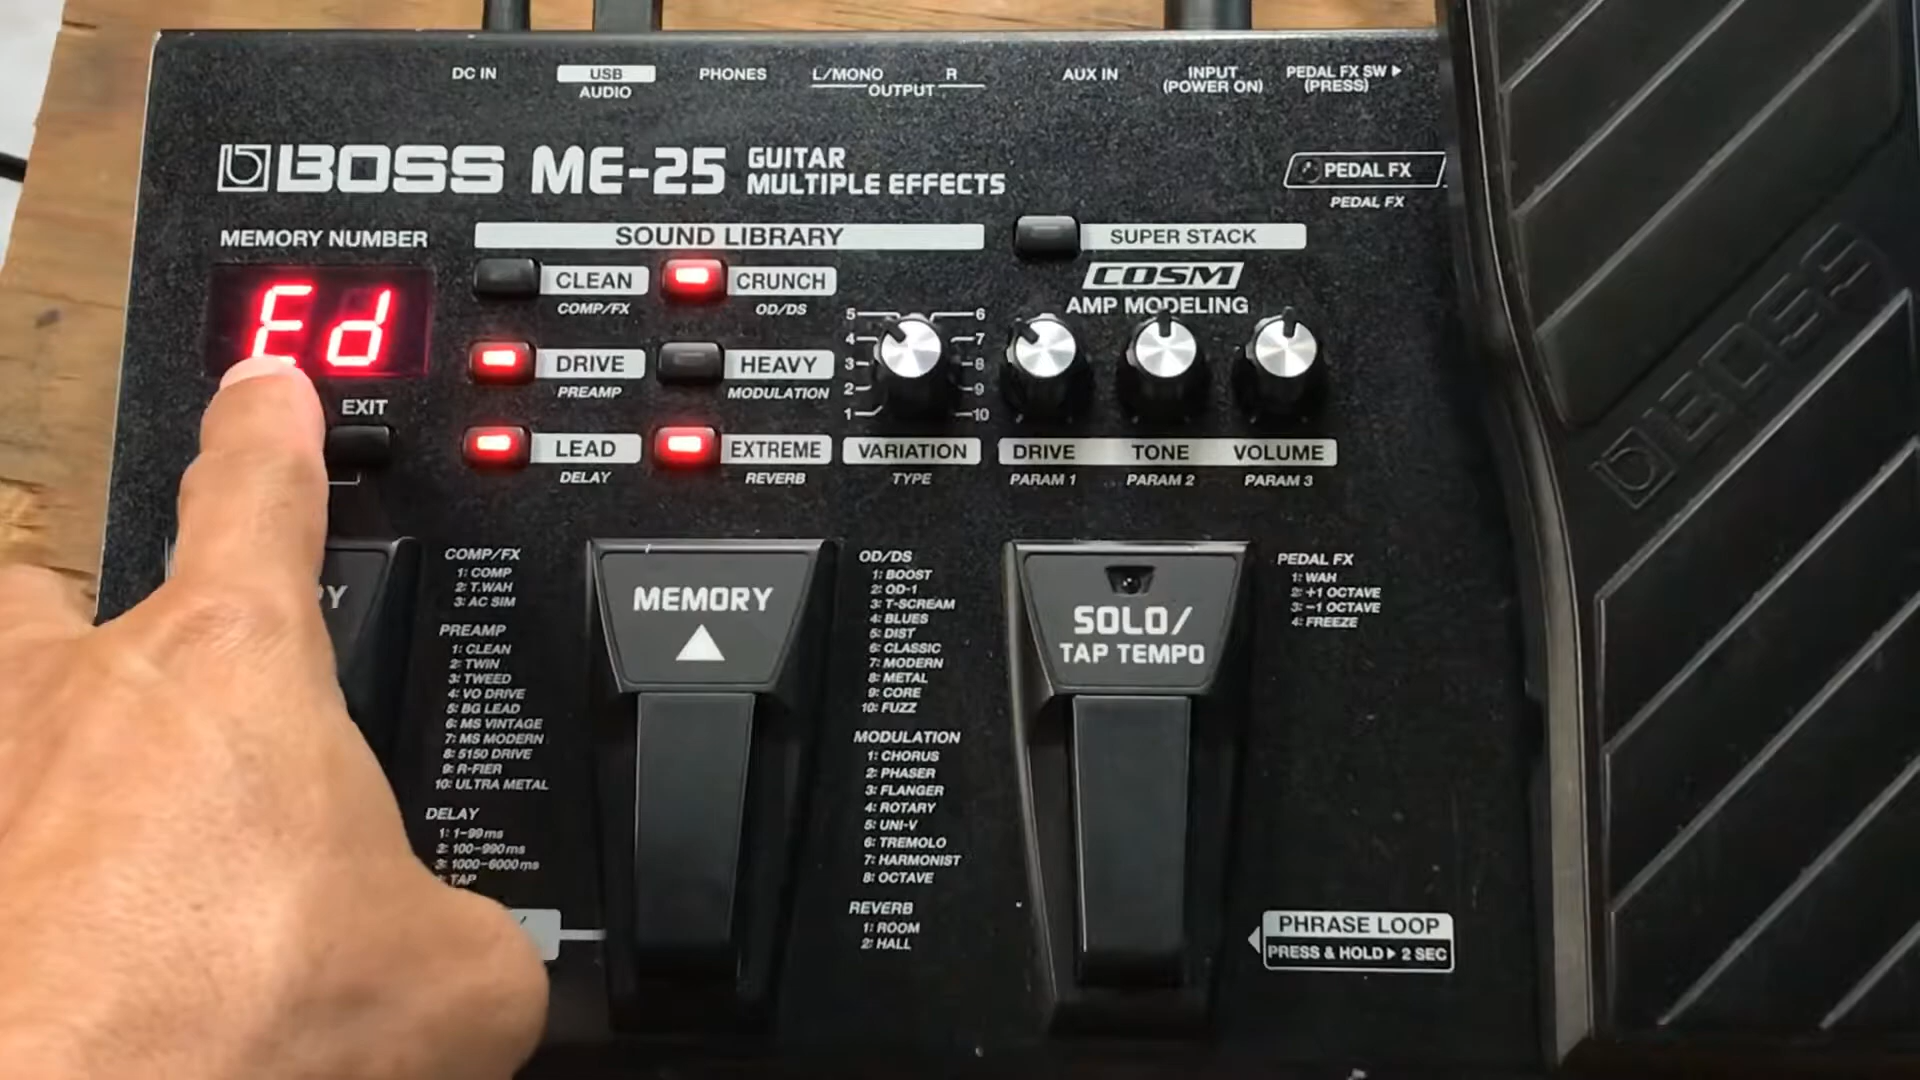 DC IN
USB
AUDIO
PHONES
L/MONO R
OUTPUT
AUX IN
INPUT
(POWER ON)
PEDAL FX SW
(PRESS)
BOSS ME-25 GUITAR
MULTIPLE EFFECTS
PEDAL FX
PEDAL FX
MEMORY NUMBER
Ed
EXIT
SOUND LIBRARY
CLEAN
COMP/FX
CRUNCH
OD/DS
DRIVE
PREAMP
HEAVY
MODULATION
LEAD
DELAY
EXTREME
REVERB
5 6
4 7
3 8
2 9
1 10
VARIATION
TYPE
SUPER STACK
COSM
AMP MODELING
DRIVE
PARAM 1
TONE
PARAM 2
VOLUME
PARAM 3
BOSS
COMP/FX
1: COMP
2: T.WAH
3: AC SIM
PREAMP
1: CLEAN
2: TWIN
3: TWEED
4: VO DRIVE
5: BG LEAD
6: MS VINTAGE
7: MS MODERN
8: 5150 DRIVE
9: R-FIER
10: ULTRA METAL
DELAY
1: 1-99ms
2: 100-990ms
3: 1000-6000ms
TAP
MEMORY
OD/DS
1: BOOST
2: OD-1
3: T-SCREAM
4: BLUES
5: DIST
6: CLASSIC
7: MODERN
8: METAL
9: CORE
10: FUZZ
MODULATION
1: CHORUS
2: PHASER
3: FLANGER
4: ROTARY
5: UNI-V
6: TREMOLO
7: HARMONIST
8: OCTAVE
REVERB
1: ROOM
2: HALL
SOLO/
TAP TEMPO
PEDAL FX
1: WAH
2: +1 OCTAVE
3: -1 OCTAVE
4: FREEZE
PHRASE LOOP
PRESS & HOLD 2 SEC